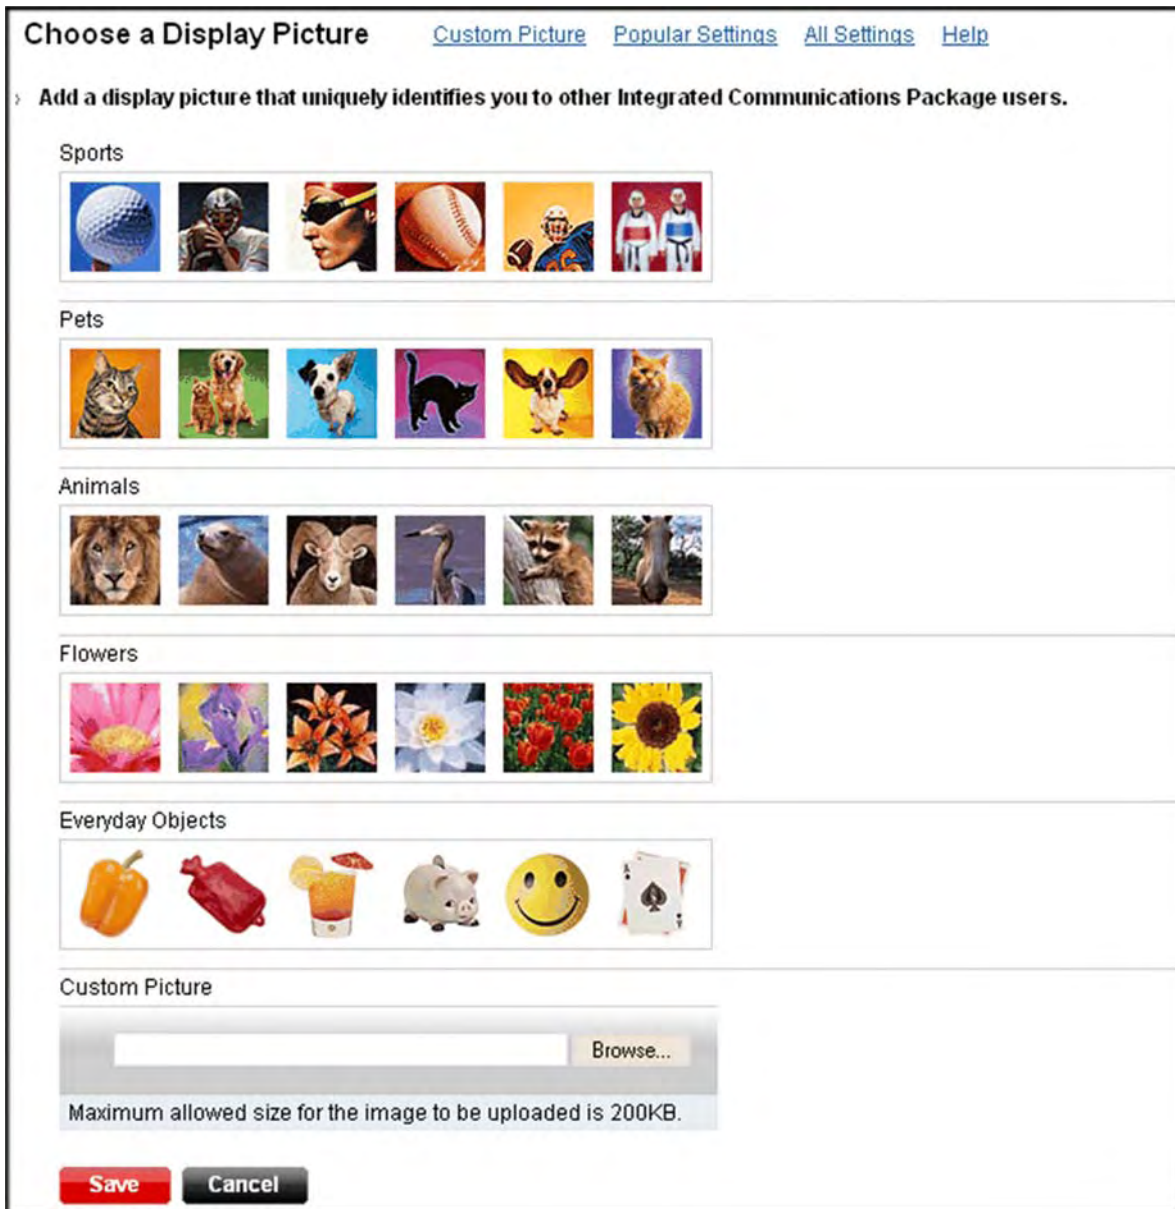 Choose a Display Picture Custom Picture Popular Settings All Settings Help
› Add a display picture that uniquely identifies you to other Integrated Communications Package users.
Sports
Pets
Animals
Flowers
Everyday Objects
Custom Picture
Browse...
Maximum allowed size for the image to be uploaded is 200KB.
Save Cancel